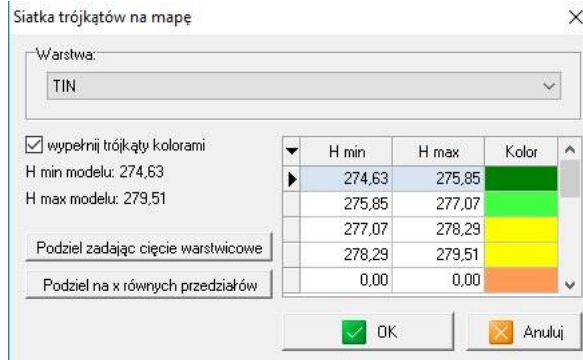 Siatka trójkątów na mapę
Warstwa:
TIN
wypełnij trójkąty kolorami
H min modelu: 274,63
H max modelu: 279,51
Podziel zadając cięcie warstwicowe
Podziel na x równych przedziałów
H min H max Kolor
274,63 275,85
275,85 277,07
277,07 278,29
278,29 279,51
0,00 0,00
OK Anuluj